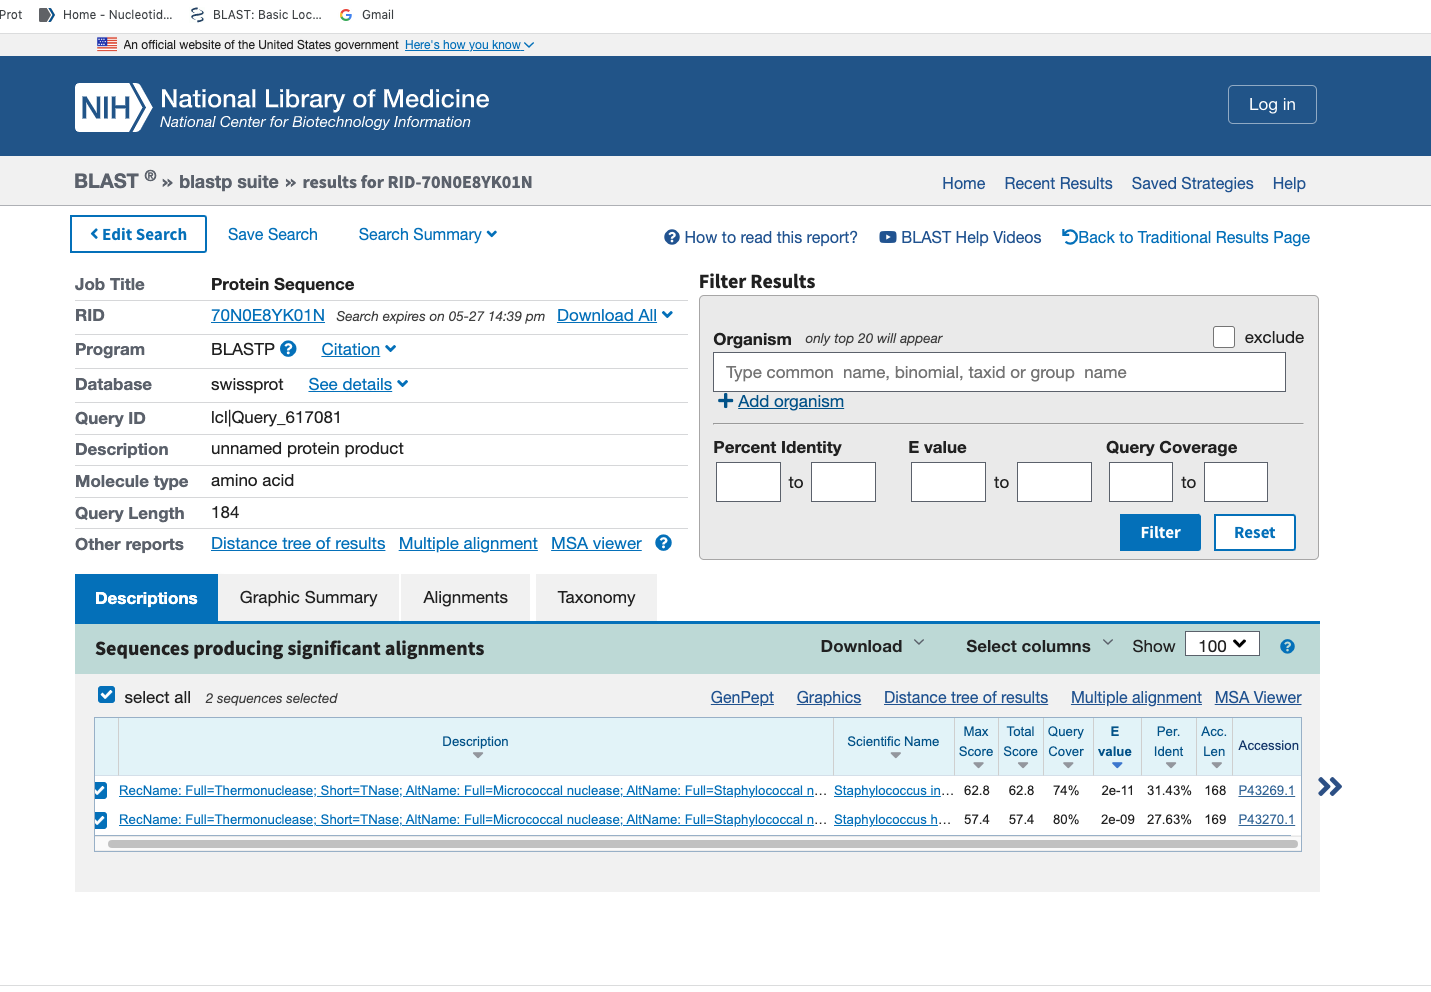 Prot Home - Nucleotid... BLAST: Basic Loc... Gmail
An official website of the United States government Here's how you know
NIH National Library of Medicine
National Center for Biotechnology Information
Log in
BLAST ® » blastp suite » results for RID-70N0E8YK01N
Home Recent Results Saved Strategies Help
< Edit Search Save Search Search Summary
How to read this report? BLAST Help Videos Back to Traditional Results Page
Job Title Protein Sequence
RID 70N0E8YK01N Search expires on 05-27 14:39 pm Download All
Program BLASTP Citation
Database swissprot See details
Query ID lcl|Query_617081
Description unnamed protein product
Molecule type amino acid
Query Length 184
Other reports Distance tree of results Multiple alignment MSA viewer
Filter Results
Organism only top 20 will appear exclude
Type common name, binomial, taxid or group name
+ Add organism
Percent Identity E value Query Coverage
to to to
Filter Reset
Descriptions Graphic Summary Alignments Taxonomy
Sequences producing significant alignments Download Select columns Show 100
select all 2 sequences selected GenPept Graphics Distance tree of results Multiple alignment MSA Viewer
Description Scientific Name Max Score Total Score Query Cover E value Per. Ident Acc. Len Accession
RecName: Full=Thermonuclease; Short=TNase; AltName: Full=Micrococcal nuclease; AltName: Full=Staphylococcal n... Staphylococcus in... 62.8 62.8 74% 2e-11 31.43% 168 P43269.1
RecName: Full=Thermonuclease; Short=TNase; AltName: Full=Micrococcal nuclease; AltName: Full=Staphylococcal n... Staphylococcus h... 57.4 57.4 80% 2e-09 27.63% 169 P43270.1